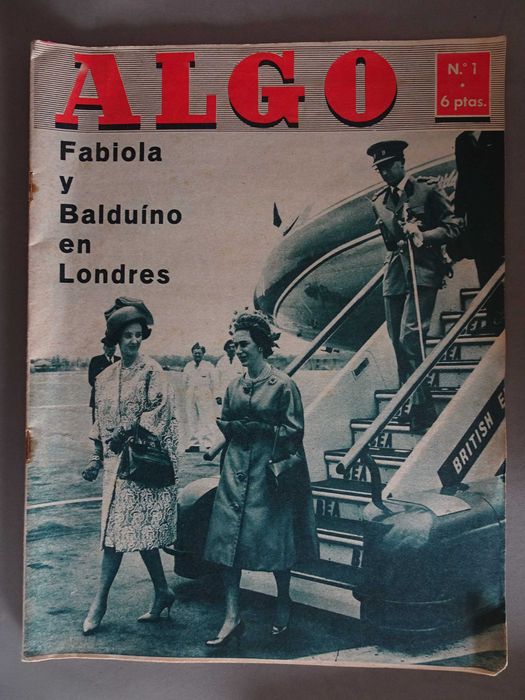 ALGO
N.º 1
6 ptas.
Fabiola
y
Balduíno
en
Londres
BEA
BEA
BEA
BEA
BRITISH E